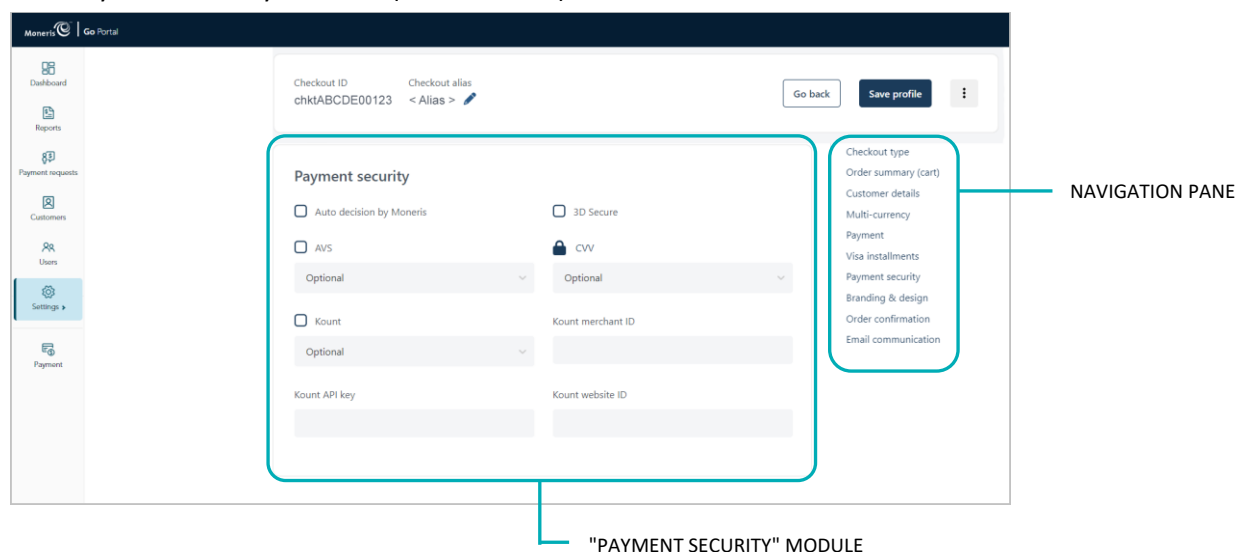 Moneris Go Portal
Dashboard
Reports
Payment requests
Customers
Users
Settings
Payment
Checkout ID Checkout alias
chktABCDE00123 < Alias >
Go back Save profile
Payment security
Auto decision by Moneris 3D Secure
AVS CVV
Optional Optional
Kount Kount merchant ID
Optional
Kount API key Kount website ID
Checkout type
Order summary (cart)
Customer details
Multi-currency
Payment
Visa installments
Payment security
Branding & design
Order confirmation
Email communication
NAVIGATION PANE
"PAYMENT SECURITY" MODULE